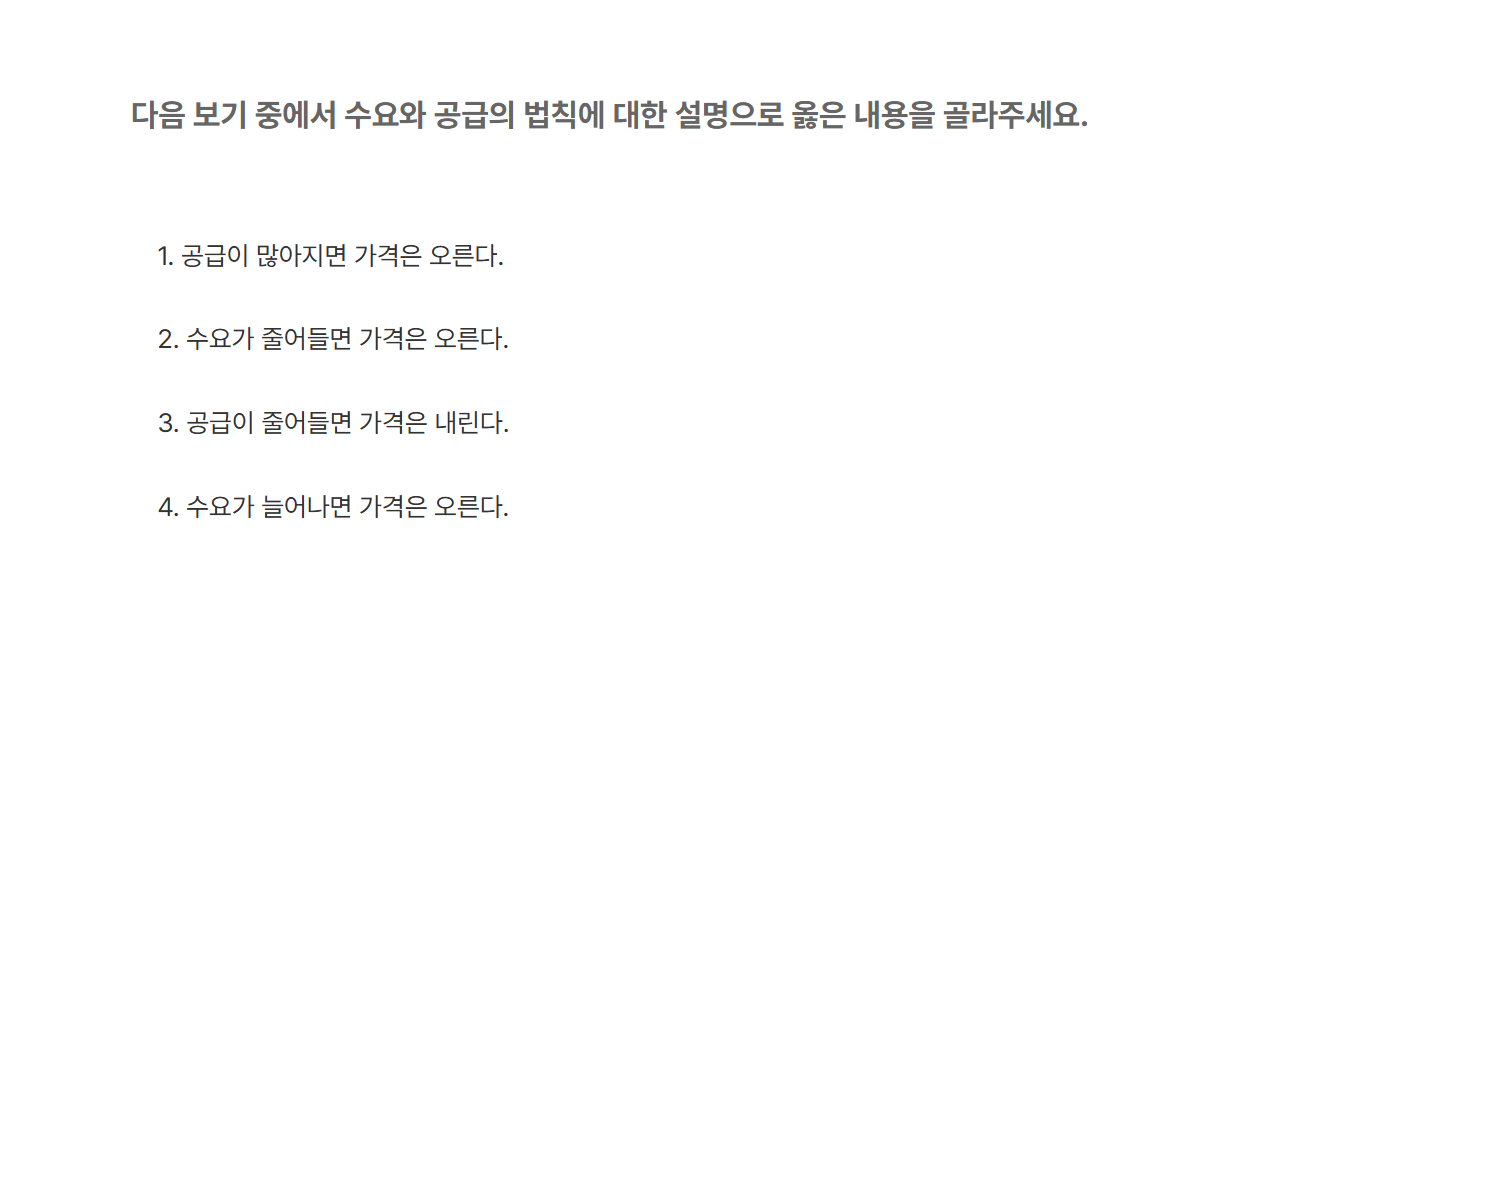 다음 보기 중에서 수요와 공급의 법칙에 대한 설명으로 옳은 내용을 골라주세요.
1. 공급이 많아지면 가격은 오른다.
2. 수요가 줄어들면 가격은 오른다.
3. 공급이 줄어들면 가격은 내린다.
4. 수요가 늘어나면 가격은 오른다.